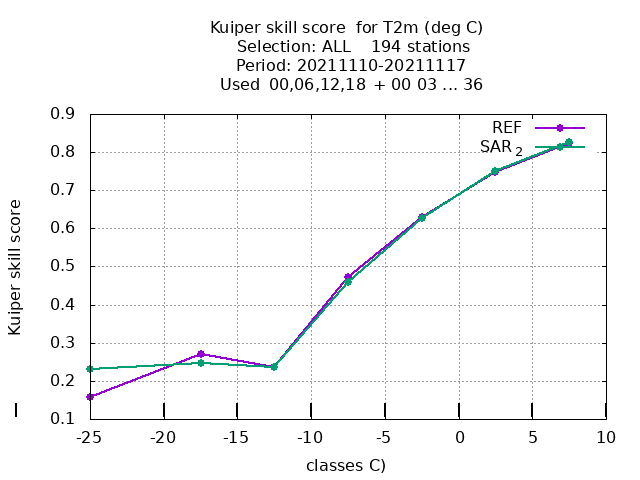 Kuiper skill score for T2m (deg C)
Selection: ALL 194 stations
Period: 20211110-20211117
Used 00,06,12,18 + 00 03 ... 36
REF
SAR 2
0.9
0.8
0.7
0.6
0.5
0.4
0.3
0.2
0.1
Kuiper skill score
-25 -20 -15 -10 -5 0 5 10
classes C)